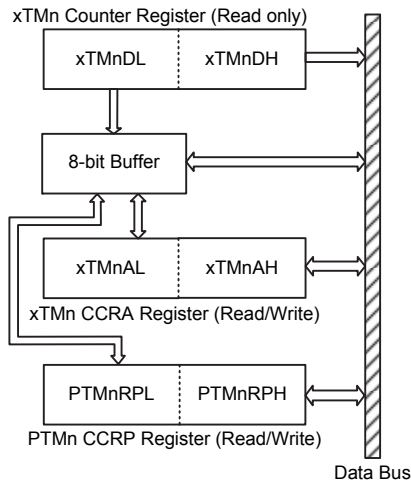 xTMn Counter Register (Read only)
xTMnDL xTMnDH
8-bit Buffer
xTMnAL xTMnAH
xTMn CCRA Register (Read/Write)
PTMnRPL PTMnRPH
PTMn CCRP Register (Read/Write)
Data Bus